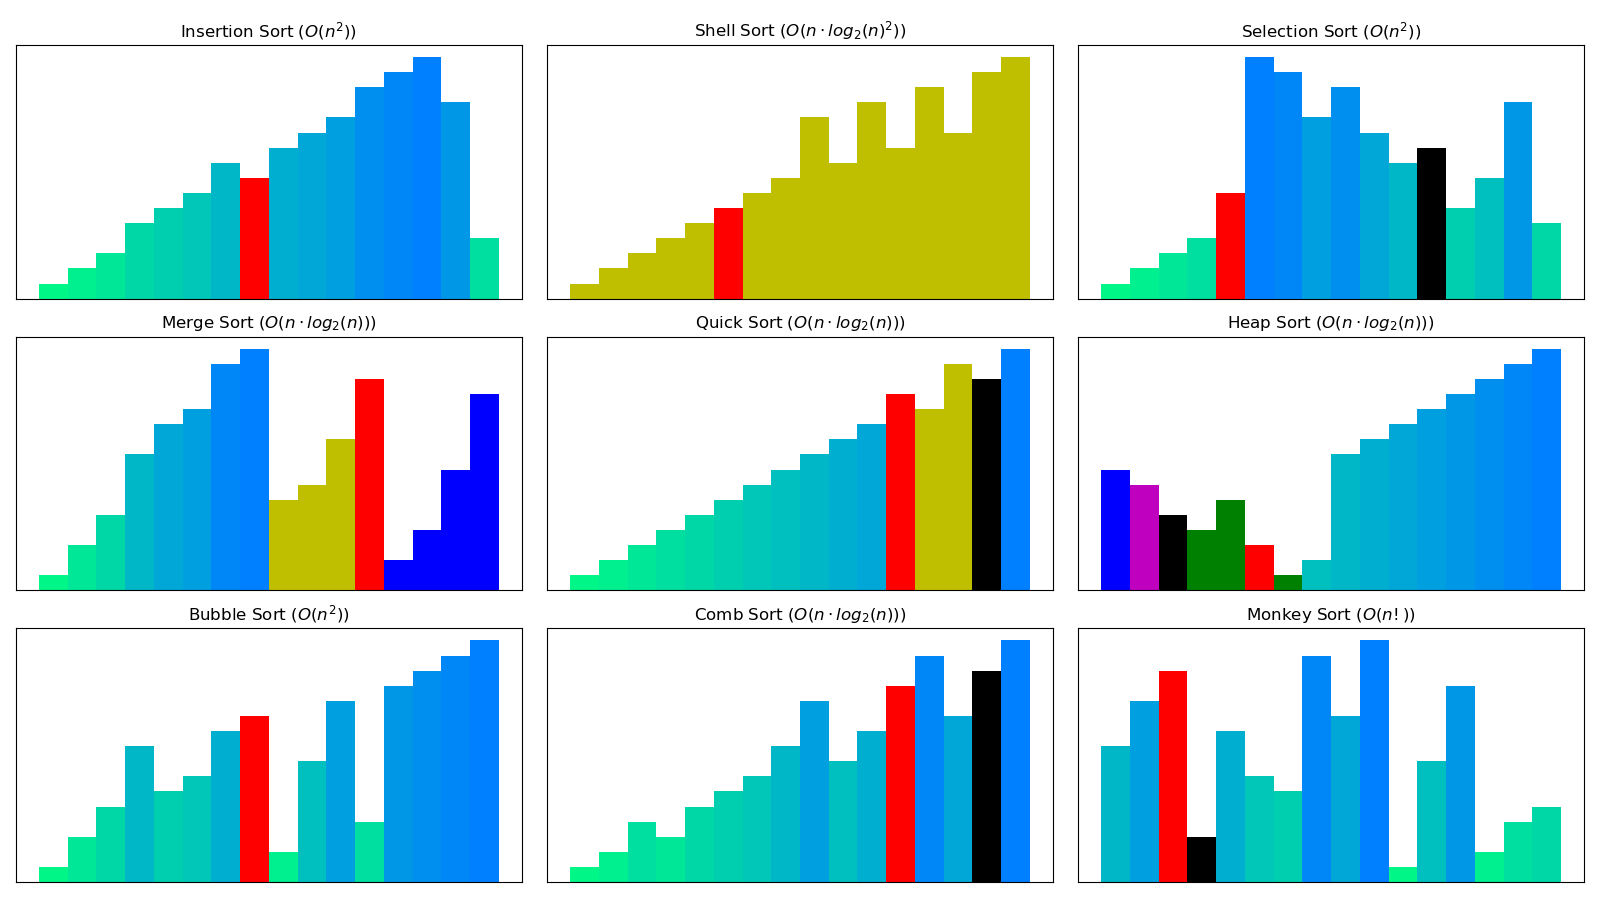 Insertion Sort (O(n²))
Shell Sort (O(n · log₂(n)²))
Selection Sort (O(n²))
Merge Sort (O(n · log₂(n)))
Quick Sort (O(n · log₂(n)))
Heap Sort (O(n · log₂(n)))
Bubble Sort (O(n²))
Comb Sort (O(n · log₂(n)))
Monkey Sort (O(n!))